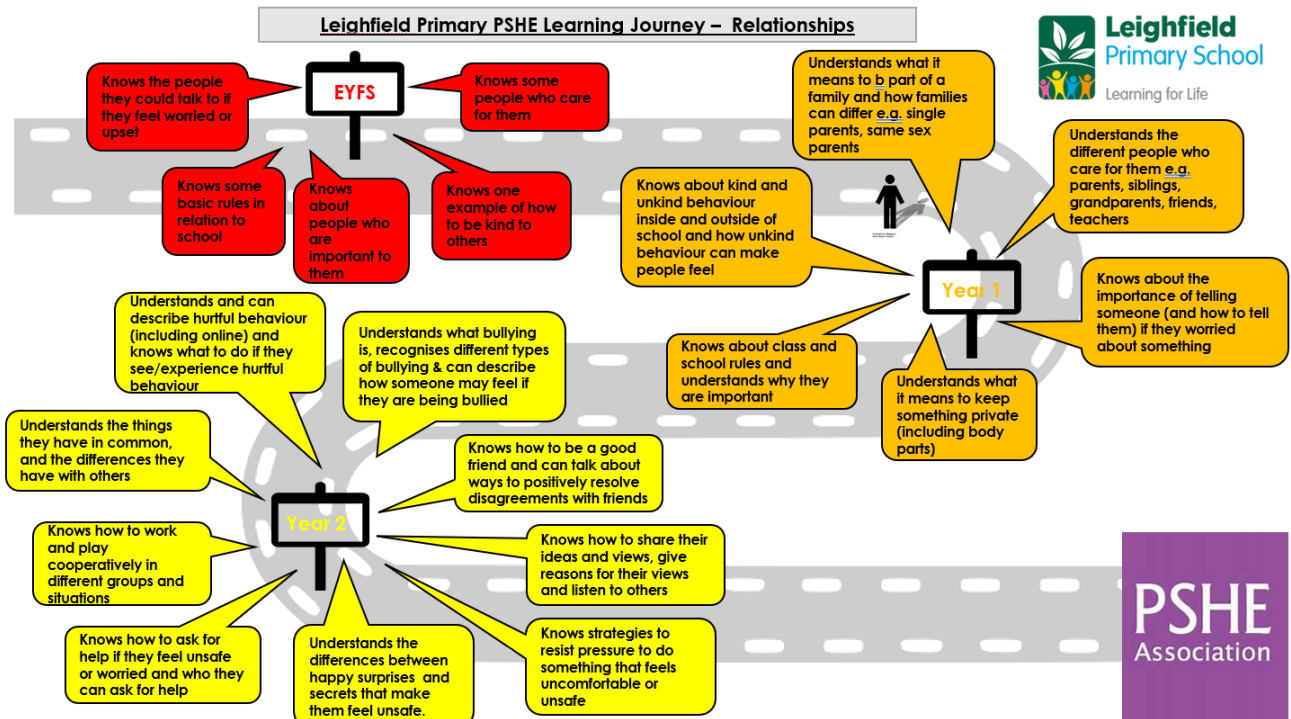 Leighfield Primary PSHE Learning Journey – Relationships
Leighfield
Primary School
Learning for Life
EYFS
Knows the people
they could talk to if
they feel worried or
upset
Knows some
people who care
for them
Knows some
basic rules in
relation to
school
Knows
about
people who
are
important to
them
Knows one
example of how
to be kind to
others
Understands what it
means to b part of a
family and how families
can differ e.g. single
parents, same sex
parents
Understands the
different people who
care for them e.g.
parents, siblings,
grandparents, friends,
teachers
Knows about kind and
unkind behaviour
inside and outside of
school and how unkind
behaviour can make
people feel
Year 1
Knows about the
importance of telling
someone (and how to tell
them) if they worried
about something
Knows about class and
school rules and
understands why they
are important
Understands what
it means to keep
something private
(including body
parts)
Understands and can
describe hurtful behaviour
(including online) and
knows what to do if they
see/experience hurtful
behaviour
Understands what bullying
is, recognises different types
of bullying & can describe
how someone may feel if
they are being bullied
Understands the things
they have in common,
and the differences they
have with others
Knows how to be a good
friend and can talk about
ways to positively resolve
disagreements with friends
Year 2
Knows how to work
and play
cooperatively in
different groups and
situations
Knows how to share their
ideas and views, give
reasons for their views
and listen to others
Knows how to ask for
help if they feel unsafe
or worried and who they
can ask for help
Understands the
differences between
happy surprises and
secrets that make
them feel unsafe.
Knows strategies to
resist pressure to do
something that feels
uncomfortable or
unsafe
PSHE
Association